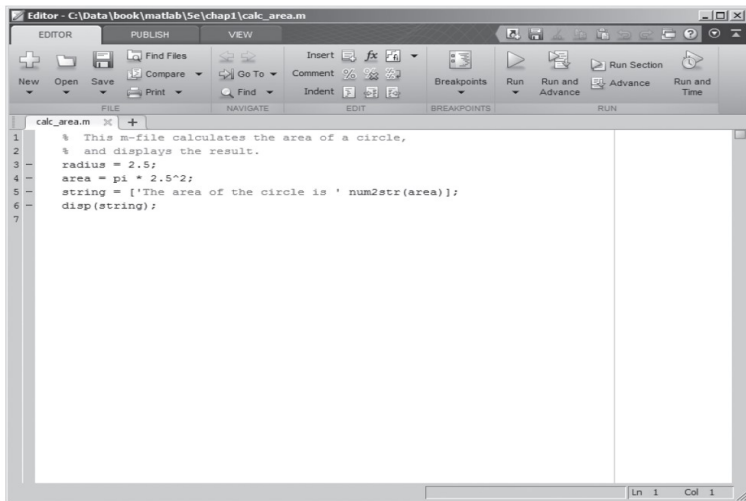 Editor - C:\Data\book\matlab\5e\chap1\calc_area.m
EDITOR PUBLISH VIEW
New Open Save Find Files Compare Print
Go To Find
Insert fx
Comment
Indent
Breakpoints
Run Run and Advance Run Section Advance Run and Time
FILE NAVIGATE EDIT BREAKPOINTS RUN
calc_area.m
1 % This m-file calculates the area of a circle,
2 % and displays the result.
3 – radius = 2.5;
4 – area = pi * 2.5^2;
5 – string = ['The area of the circle is ' num2str(area)];
6 – disp(string);
7
Ln 1 Col 1